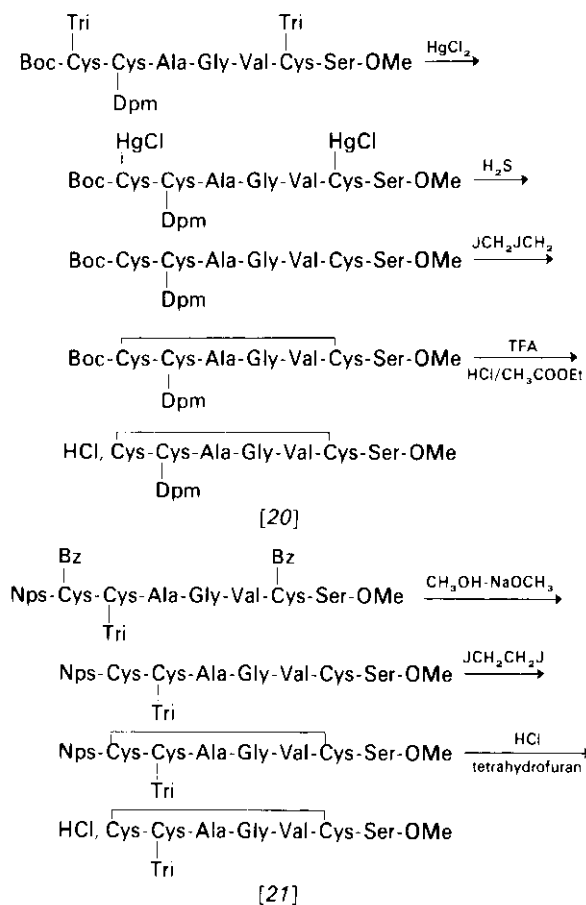 Tri Tri
Boc-Cys-Cys-Ala-Gly-Val-Cys-Ser-OMe HgCl₂
Dpm
HgCl HgCl
Boc-Cys-Cys-Ala-Gly-Val-Cys-Ser-OMe H₂S
Dpm
Boc-Cys-Cys-Ala-Gly-Val-Cys-Ser-OMe JCH₂JCH₂
Dpm
Boc-Cys-Cys-Ala-Gly-Val-Cys-Ser-OMe TFA
HCl/CH₃COOEt
Dpm
HCl, Cys-Cys-Ala-Gly-Val-Cys-Ser-OMe
Dpm
[20]
Bz Bz
Nps-Cys-Cys-Ala-Gly-Val-Cys-Ser-OMe CH₃OH-NaOCH₃
Tri
Nps-Cys-Cys-Ala-Gly-Val-Cys-Ser-OMe JCH₂CH₂J
Tri
Nps-Cys-Cys-Ala-Gly-Val-Cys-Ser-OMe HCl
tetrahydrofuran
Tri
HCl, Cys-Cys-Ala-Gly-Val-Cys-Ser-OMe
Tri
[21]